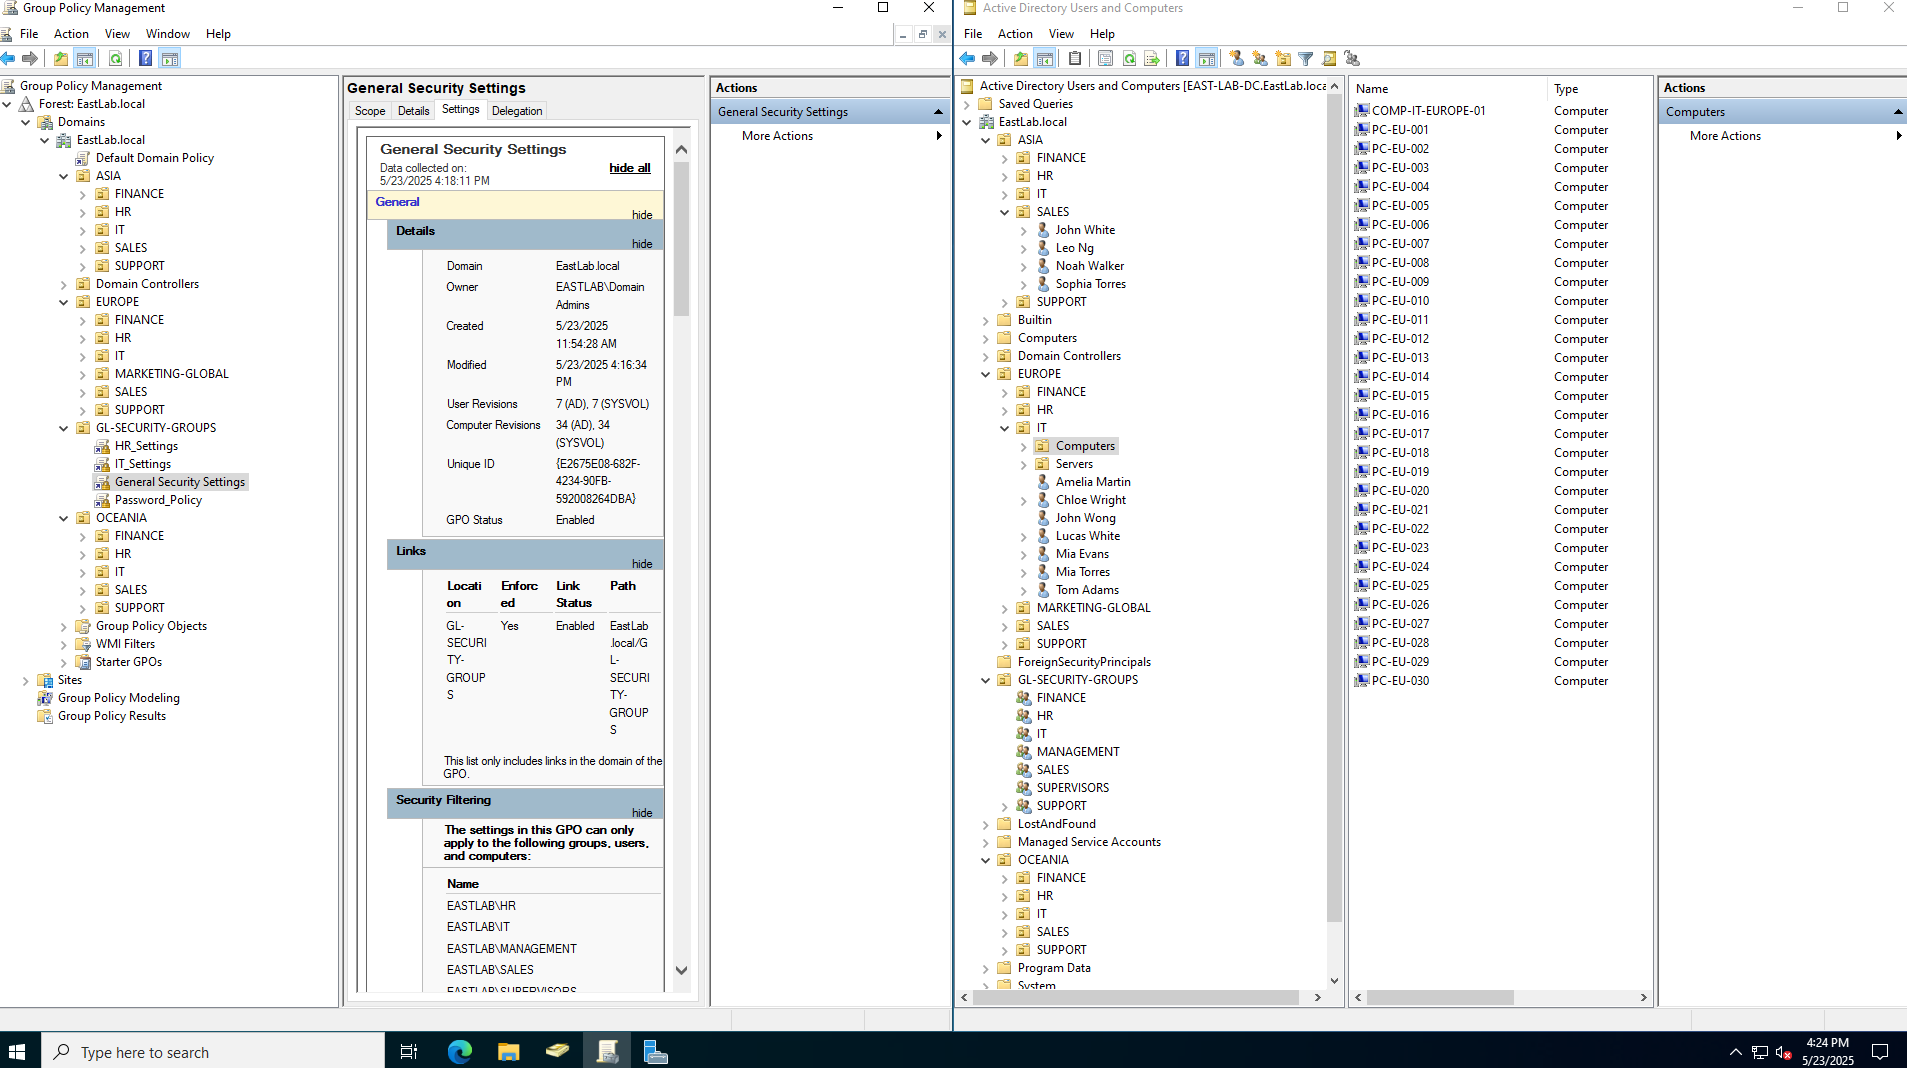 Group Policy Management
File Action View Window Help
Group Policy Management
Forest: EastLab.local
Domains
EastLab.local
Default Domain Policy
ASIA
FINANCE
HR
IT
SALES
SUPPORT
Domain Controllers
EUROPE
FINANCE
HR
IT
MARKETING-GLOBAL
SALES
SUPPORT
GL-SECURITY-GROUPS
HR_Settings
IT_Settings
General Security Settings
Password_Policy
OCEANIA
FINANCE
HR
IT
SALES
SUPPORT
Group Policy Objects
WMI Filters
Starter GPOs
Sites
Group Policy Modeling
Group Policy Results
General Security Settings
Scope Details Settings Delegation
General Security Settings
Data collected on:
5/23/2025 4:18:11 PM
hide all
General
hide
Details
hide
Domain EastLab.local
Owner EASTLAB\Domain
Admins
Created 5/23/2025
11:54:28 AM
Modified 5/23/2025 4:16:34
PM
User Revisions 7 (AD), 7 (SYSVOL)
Computer Revisions 34 (AD), 34
(SYSVOL)
Unique ID {E2675E08-682F-
4234-90FB-
592008264DBA}
GPO Status Enabled
Links
hide
Locati Enforc Link Path
on ed Status
GL- Yes Enabled EastLab
SECURI .local/G
TY- L-
GROUP SECURI
S TY-
GROUP
S
This list only includes links in the domain of the
GPO.
Security Filtering
hide
The settings in this GPO can only
apply to the following groups, users,
and computers:
Name
EASTLAB\HR
EASTLAB\IT
EASTLAB\MANAGEMENT
EASTLAB\SALES
EASTLAB\SUPERVISORS
Actions
General Security Settings
More Actions
Active Directory Users and Computers
File Action View Help
Active Directory Users and Computers [EAST-LAB-DC.EastLab.loca
Saved Queries
EastLab.local
ASIA
FINANCE
HR
IT
SALES
John White
Leo Ng
Noah Walker
Sophia Torres
SUPPORT
Builtin
Computers
Domain Controllers
EUROPE
FINANCE
HR
IT
Computers
Servers
Amelia Martin
Chloe Wright
John Wong
Lucas White
Mia Evans
Mia Torres
Tom Adams
MARKETING-GLOBAL
SALES
SUPPORT
ForeignSecurityPrincipals
GL-SECURITY-GROUPS
FINANCE
HR
IT
MANAGEMENT
SALES
SUPERVISORS
SUPPORT
LostAndFound
Managed Service Accounts
OCEANIA
FINANCE
HR
IT
SALES
SUPPORT
Program Data
System
Name Type
COMP-IT-EUROPE-01 Computer
PC-EU-001 Computer
PC-EU-002 Computer
PC-EU-003 Computer
PC-EU-004 Computer
PC-EU-005 Computer
PC-EU-006 Computer
PC-EU-007 Computer
PC-EU-008 Computer
PC-EU-009 Computer
PC-EU-010 Computer
PC-EU-011 Computer
PC-EU-012 Computer
PC-EU-013 Computer
PC-EU-014 Computer
PC-EU-015 Computer
PC-EU-016 Computer
PC-EU-017 Computer
PC-EU-018 Computer
PC-EU-019 Computer
PC-EU-020 Computer
PC-EU-021 Computer
PC-EU-022 Computer
PC-EU-023 Computer
PC-EU-024 Computer
PC-EU-025 Computer
PC-EU-026 Computer
PC-EU-027 Computer
PC-EU-028 Computer
PC-EU-029 Computer
PC-EU-030 Computer
Actions
Computers
More Actions
Type here to search
4:24 PM
5/23/2025